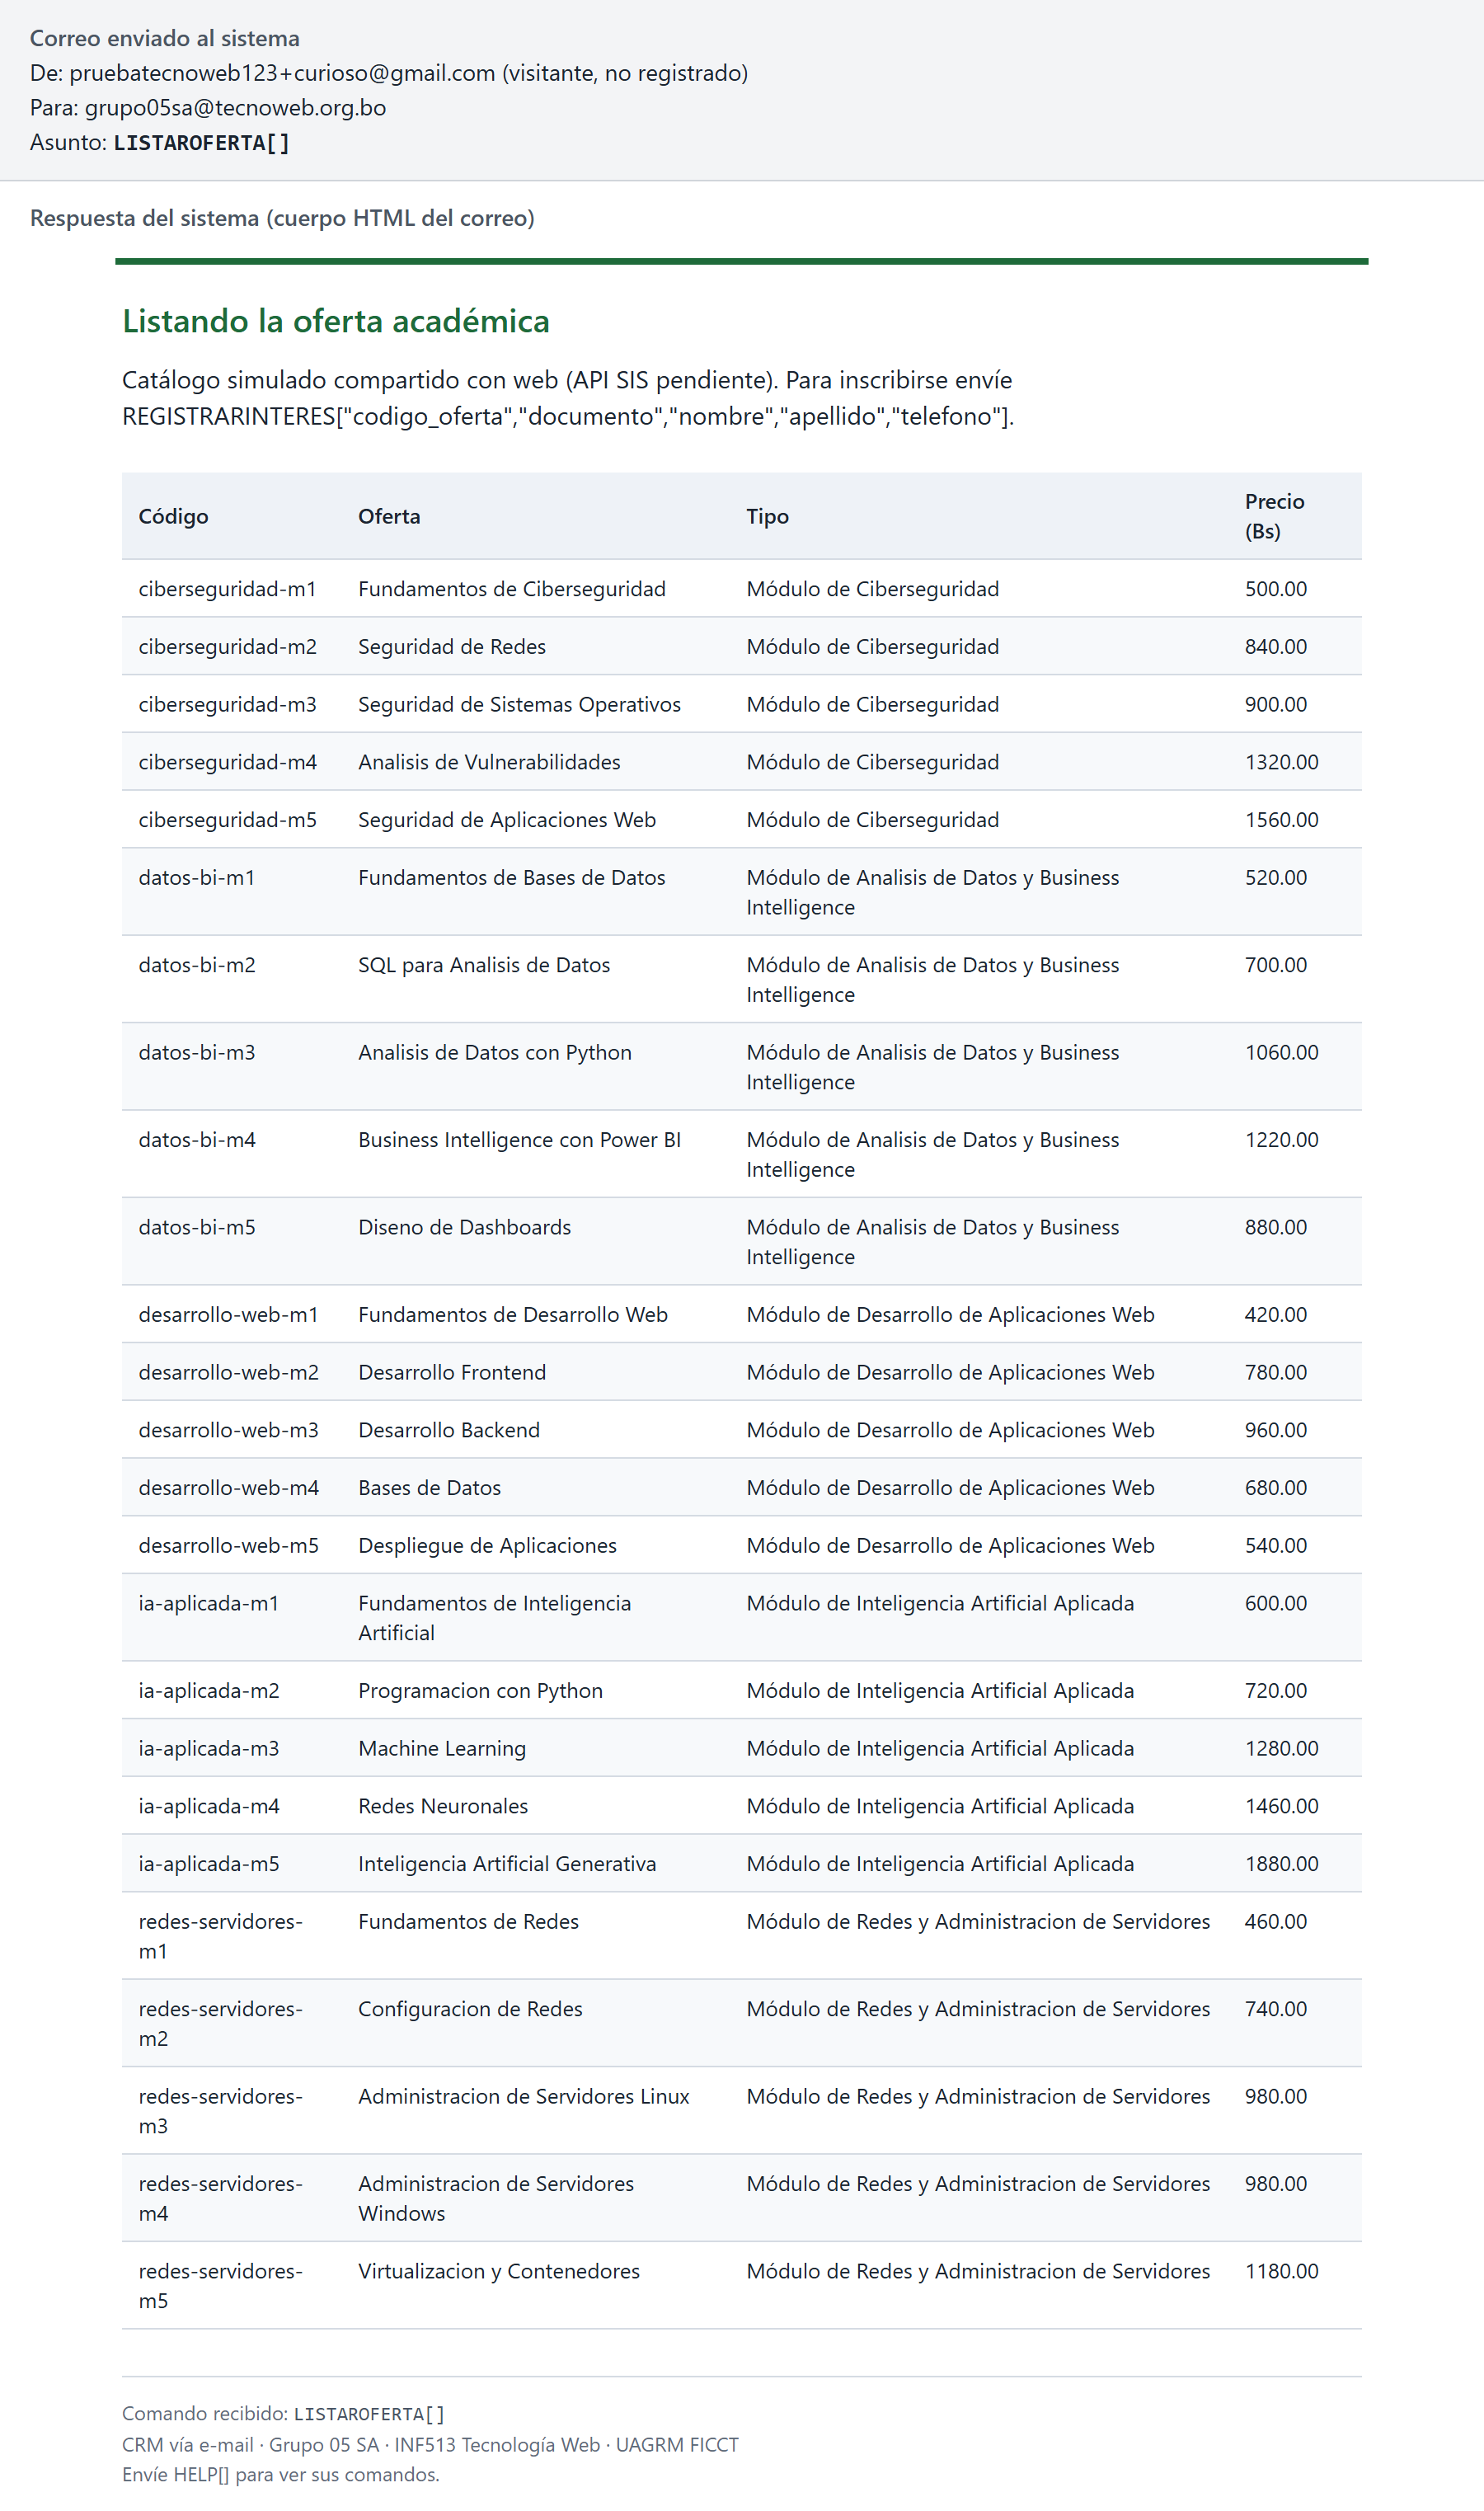 Correo enviado al sistema
De: pruebatecnoweb123+curioso@gmail.com (visitante, no registrado)
Para: grupo05sa@tecnoweb.org.bo
Asunto: LISTAROFERTA[]
Respuesta del sistema (cuerpo HTML del correo)
Listando la oferta académica
Catálogo simulado compartido con web (API SIS pendiente). Para inscribirse envíe
REGISTRARINTERES["codigo_oferta","documento","nombre","apellido","telefono"].
Código Oferta Tipo Precio (Bs)
ciberseguridad-m1 Fundamentos de Ciberseguridad Módulo de Ciberseguridad 500.00
ciberseguridad-m2 Seguridad de Redes Módulo de Ciberseguridad 840.00
ciberseguridad-m3 Seguridad de Sistemas Operativos Módulo de Ciberseguridad 900.00
ciberseguridad-m4 Analisis de Vulnerabilidades Módulo de Ciberseguridad 1320.00
ciberseguridad-m5 Seguridad de Aplicaciones Web Módulo de Ciberseguridad 1560.00
datos-bi-m1 Fundamentos de Bases de Datos Módulo de Analisis de Datos y Business Intelligence 520.00
datos-bi-m2 SQL para Analisis de Datos Módulo de Analisis de Datos y Business Intelligence 700.00
datos-bi-m3 Analisis de Datos con Python Módulo de Analisis de Datos y Business Intelligence 1060.00
datos-bi-m4 Business Intelligence con Power BI Módulo de Analisis de Datos y Business Intelligence 1220.00
datos-bi-m5 Diseno de Dashboards Módulo de Analisis de Datos y Business Intelligence 880.00
desarrollo-web-m1 Fundamentos de Desarrollo Web Módulo de Desarrollo de Aplicaciones Web 420.00
desarrollo-web-m2 Desarrollo Frontend Módulo de Desarrollo de Aplicaciones Web 780.00
desarrollo-web-m3 Desarrollo Backend Módulo de Desarrollo de Aplicaciones Web 960.00
desarrollo-web-m4 Bases de Datos Módulo de Desarrollo de Aplicaciones Web 680.00
desarrollo-web-m5 Despliegue de Aplicaciones Módulo de Desarrollo de Aplicaciones Web 540.00
ia-aplicada-m1 Fundamentos de Inteligencia Artificial Módulo de Inteligencia Artificial Aplicada 600.00
ia-aplicada-m2 Programacion con Python Módulo de Inteligencia Artificial Aplicada 720.00
ia-aplicada-m3 Machine Learning Módulo de Inteligencia Artificial Aplicada 1280.00
ia-aplicada-m4 Redes Neuronales Módulo de Inteligencia Artificial Aplicada 1460.00
ia-aplicada-m5 Inteligencia Artificial Generativa Módulo de Inteligencia Artificial Aplicada 1880.00
redes-servidores-m1 Fundamentos de Redes Módulo de Redes y Administracion de Servidores 460.00
redes-servidores-m2 Configuracion de Redes Módulo de Redes y Administracion de Servidores 740.00
redes-servidores-m3 Administracion de Servidores Linux Módulo de Redes y Administracion de Servidores 980.00
redes-servidores-m4 Administracion de Servidores Windows Módulo de Redes y Administracion de Servidores 980.00
redes-servidores-m5 Virtualizacion y Contenedores Módulo de Redes y Administracion de Servidores 1180.00
Comando recibido: LISTAROFERTA[]
CRM vía e-mail · Grupo 05 SA · INF513 Tecnología Web · UAGRM FICCT
Envíe HELP[] para ver sus comandos.